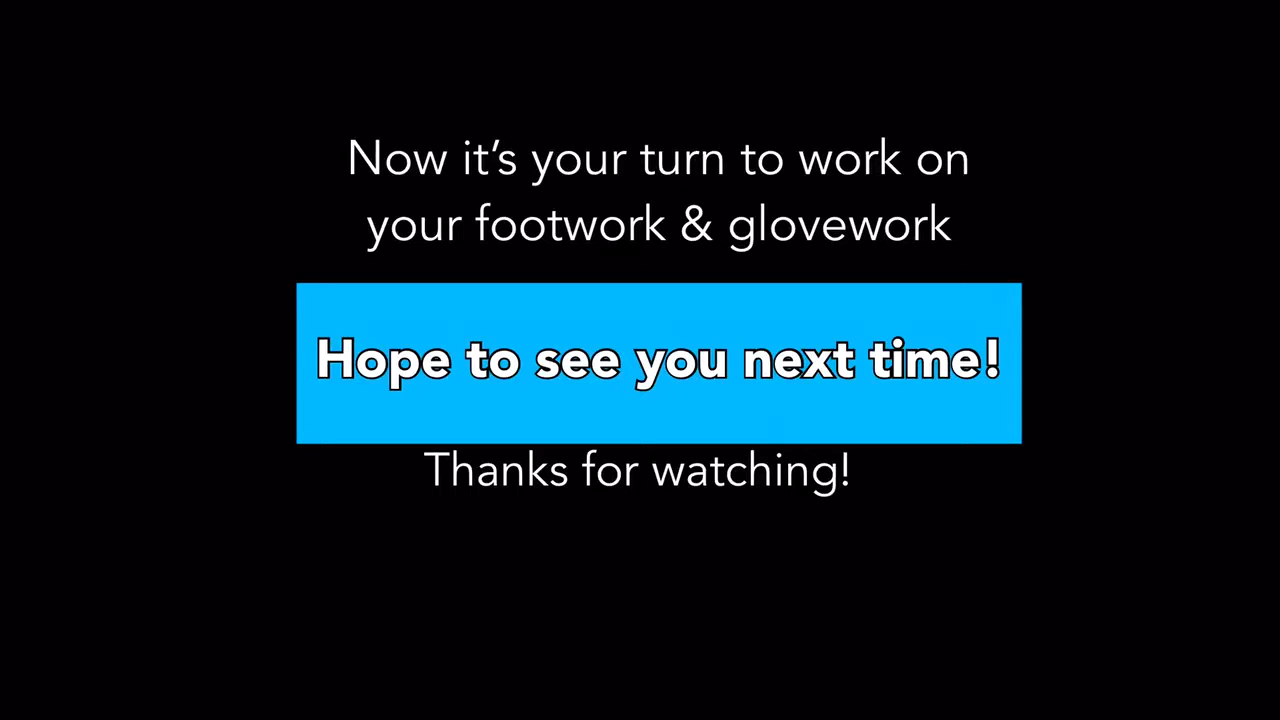 Now it’s your turn to work on
your footwork & glovework
Hope to see you next time!
Thanks for watching!